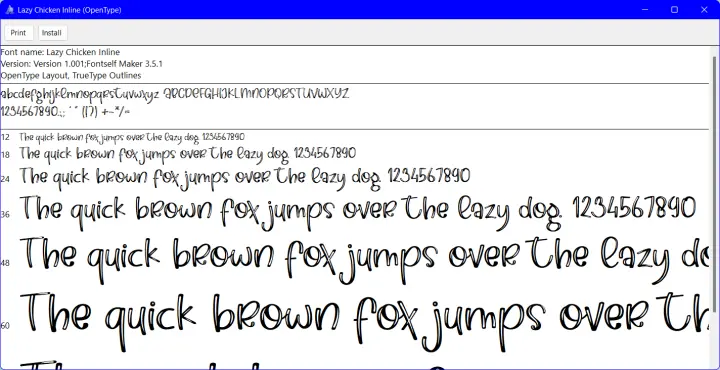 Lazy Chicken Inline (OpenType)
Print Install
Font name: Lazy Chicken Inline
Version: Version 1.001;Fontself Maker 3.5.1
OpenType Layout, TrueType Outlines
abcdefghijklmnopqrstuvwxyz ABCDEFGHIJKLMNOPQRSTUVWXYZ
1234567890.:,; ' " (!?) +-*/=
12 The quick brown fox jumps over the lazy dog. 1234567890
18 The quick brown fox jumps over the lazy dog. 1234567890
24 The quick brown fox jumps over the lazy dog. 1234567890
36 The quick brown fox jumps over the lazy dog. 1234567890
48 The quick brown fox jumps over the lazy do
60 The quick brown fox jumps over th